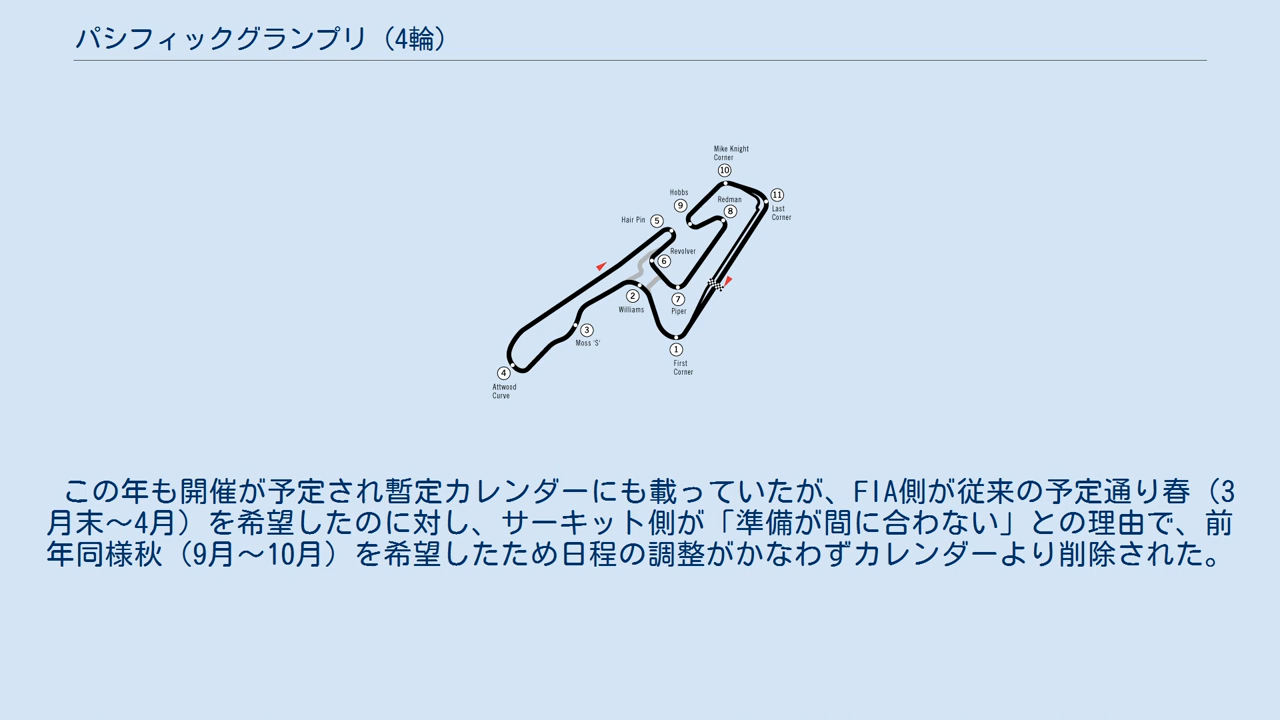 パシフィックグランプリ（4輪）
Mike Knight
Corner
10
11
Last
Corner
Hobbs
9
Redman
8
Hair Pin
5
Revolver
6
2
Williams
7
Piper
3
Moss 'S'
1
First
Corner
4
Attwood
Curve
この年も開催が予定され暫定カレンダーにも載っていたが、FIA側が従来の予定通り春（3
月末〜4月）を希望したのに対し、サーキット側が「準備が間に合わない」との理由で、前
年同様秋（9月〜10月）を希望したため日程の調整がかなわずカレンダーより削除された。